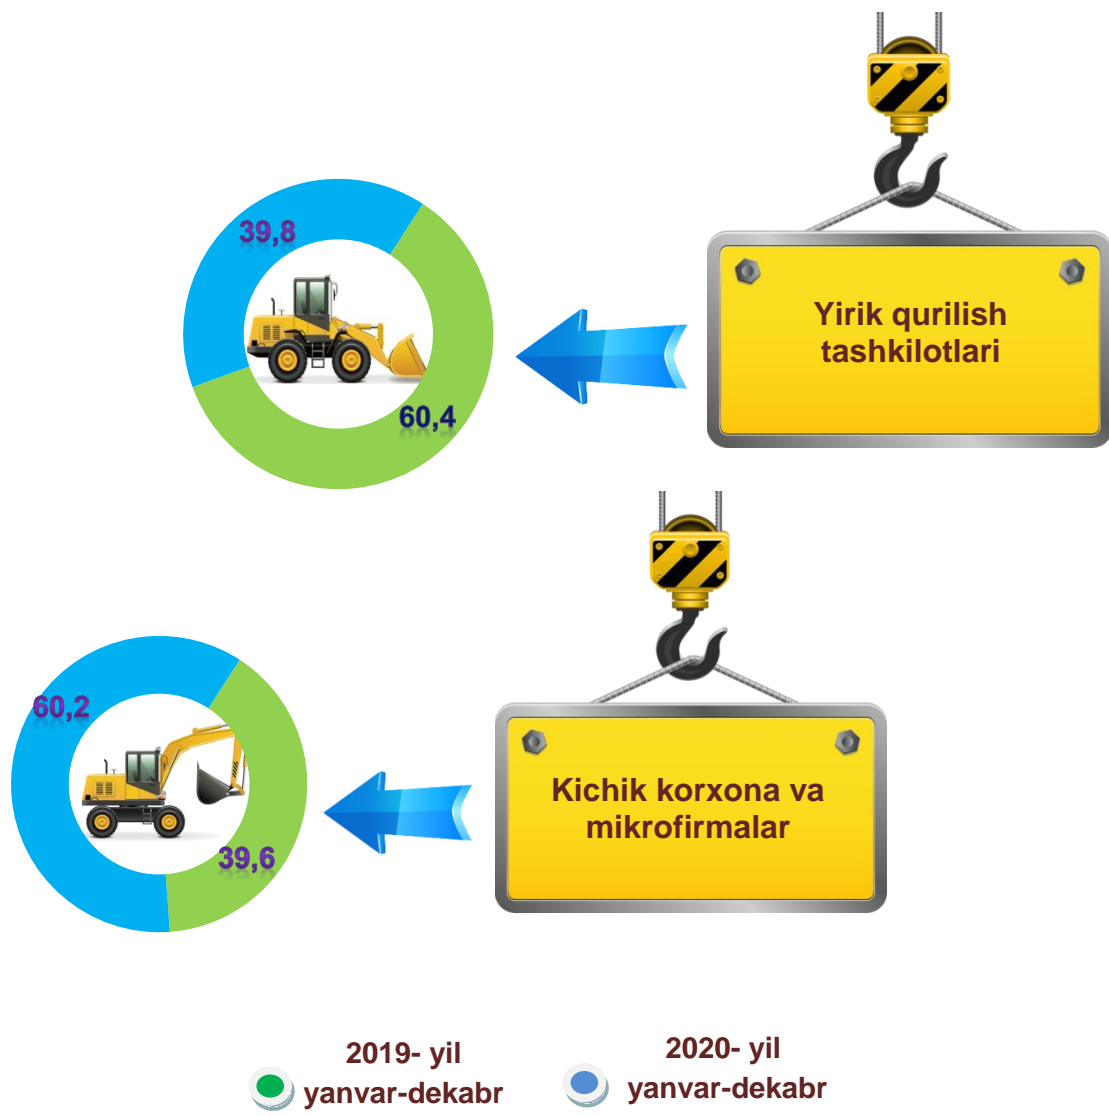 39,8
60,4
Yirik qurilish
tashkilotlari
60,2
39,6
Kichik korxona va
mikrofirmalar
2019- yil
yanvar-dekabr
2020- yil
yanvar-dekabr